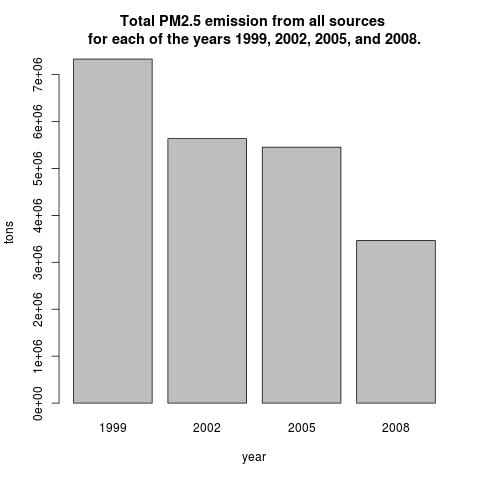 Total PM2.5 emission from all sources
for each of the years 1999, 2002, 2005, and 2008.
7e+06
6e+06
5e+06
4e+06
3e+06
2e+06
1e+06
0e+00
tons
1999 2002 2005 2008
year